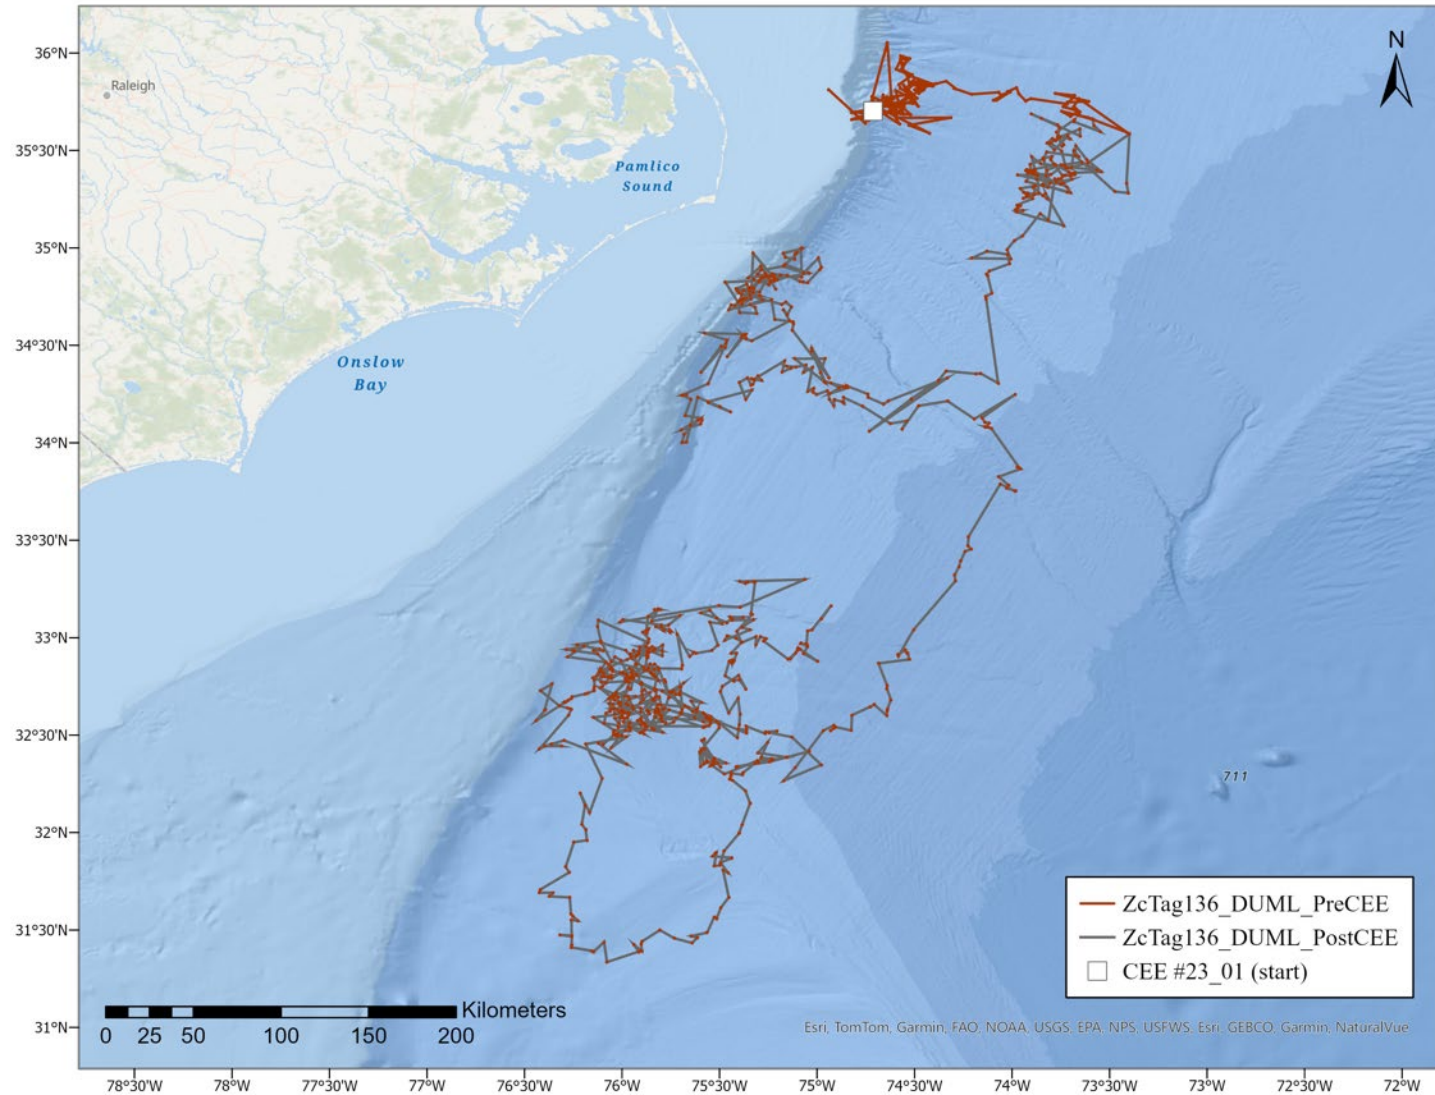 N
36°N
35°30'N
35°N
34°30'N
34°N
33°30'N
33°N
32°30'N
32°N
31°30'N
31°N
Raleigh
Pamlico
Sound
Onslow
Bay
711
ZcTag136_DUML_PreCEE
ZcTag136_DUML_PostCEE
CEE #23_01 (start)
Kilometers
0 25 50 100 150 200
Esri, TomTom, Garmin, FAO, NOAA, USGS, EPA, NPS, USFWS, Esri, GEBCO, Garmin, NaturalVue
78°30'W 78°W 77°30'W 77°W 76°30'W 76°W 75°30'W 75°W 74°30'W 74°W 73°30'W 73°W 72°30'W 72°W